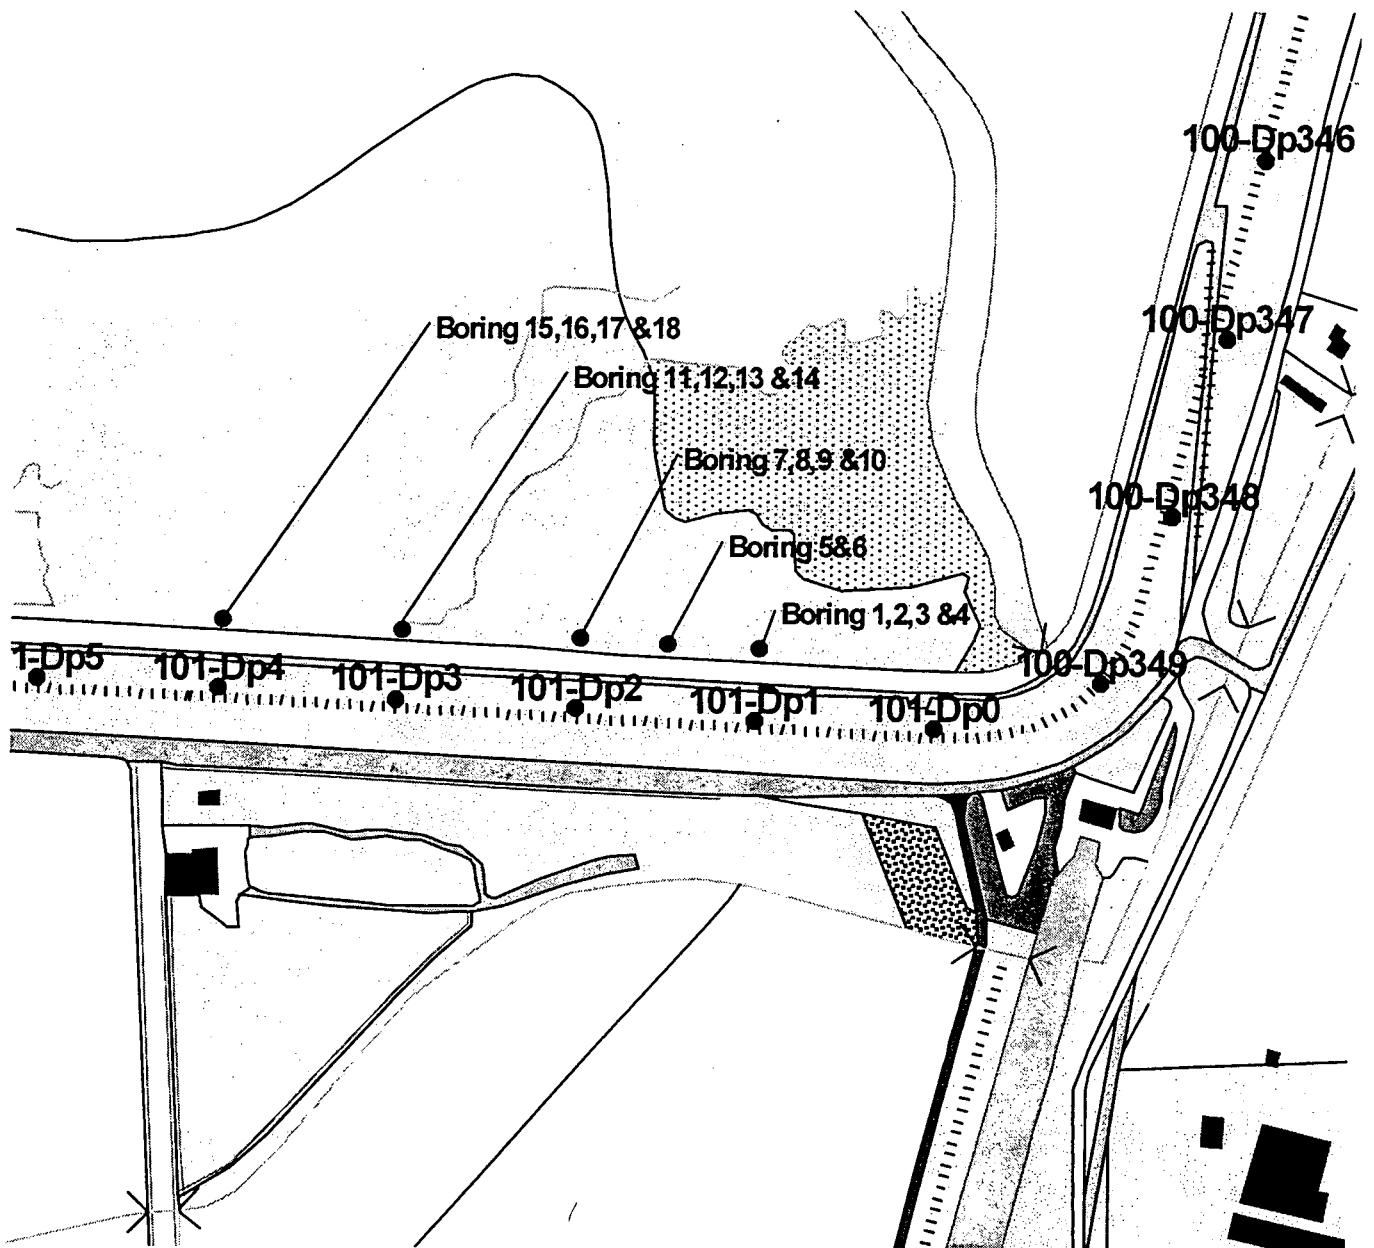 100-Dp346
100-Dp347
Boring 15,16,17 &18
Boring 11,12,13 &14
Boring 7,8,9 &10
100-Dp348
Boring 5&6
Boring 1,2,3 &4
1-Dp5
101-Dp4
101-Dp3
101-Dp2
101-Dp1
101-Dp0
100-Dp349